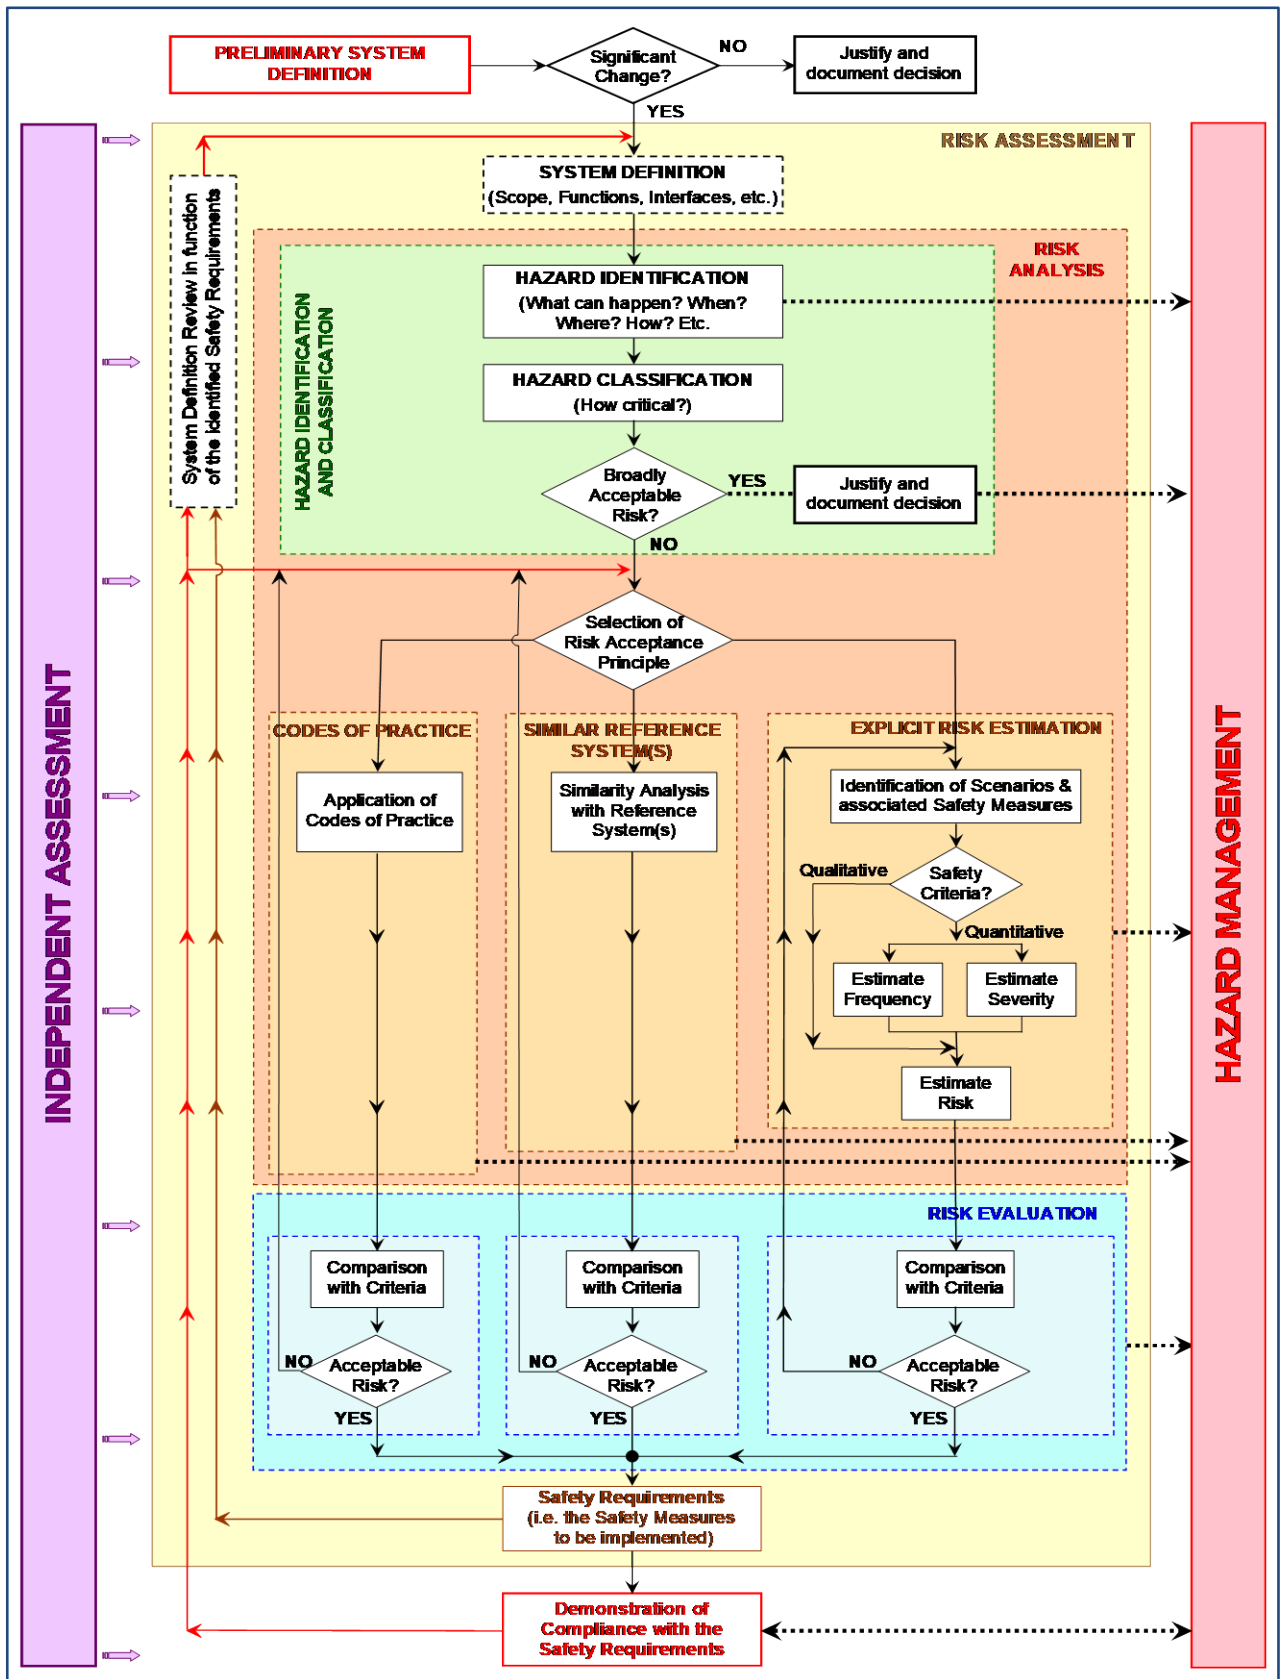 PRELIMINARY SYSTEM
DEFINITION
Significant
Change?
NO
Justify and
document decision
YES
RISK ASSESSMENT
SYSTEM DEFINITION
(Scope, Functions, Interfaces, etc.)
System Definition Review in function
of the identified Safety Requirements
RISK
ANALYSIS
HAZARD IDENTIFICATION
AND CLASSIFICATION
HAZARD IDENTIFICATION
(What can happen? When?
Where? How? Etc.
HAZARD CLASSIFICATION
(How critical?)
Broadly
Acceptable
Risk?
YES
Justify and
document decision
NO
Selection of
Risk Acceptance
Principle
INDEPENDENT ASSESSMENT
HAZARD MANAGEMENT
CODES OF PRACTICE
Application of
Codes of Practice
SIMILAR REFERENCE
SYSTEM(S)
Similarity Analysis
with Reference
System(s)
EXPLICIT RISK ESTIMATION
Identification of Scenarios &
associated Safety Measures
Qualitative
Safety
Criteria?
Quantitative
Estimate
Frequency
Estimate
Severity
Estimate
Risk
RISK EVALUATION
Comparison
with Criteria
Comparison
with Criteria
Comparison
with Criteria
NO
Acceptable
Risk?
YES
NO
Acceptable
Risk?
YES
NO
Acceptable
Risk?
YES
Safety Requirements
(i.e. the Safety Measures
to be implemented)
Demonstration of
Compliance with the
Safety Requirements